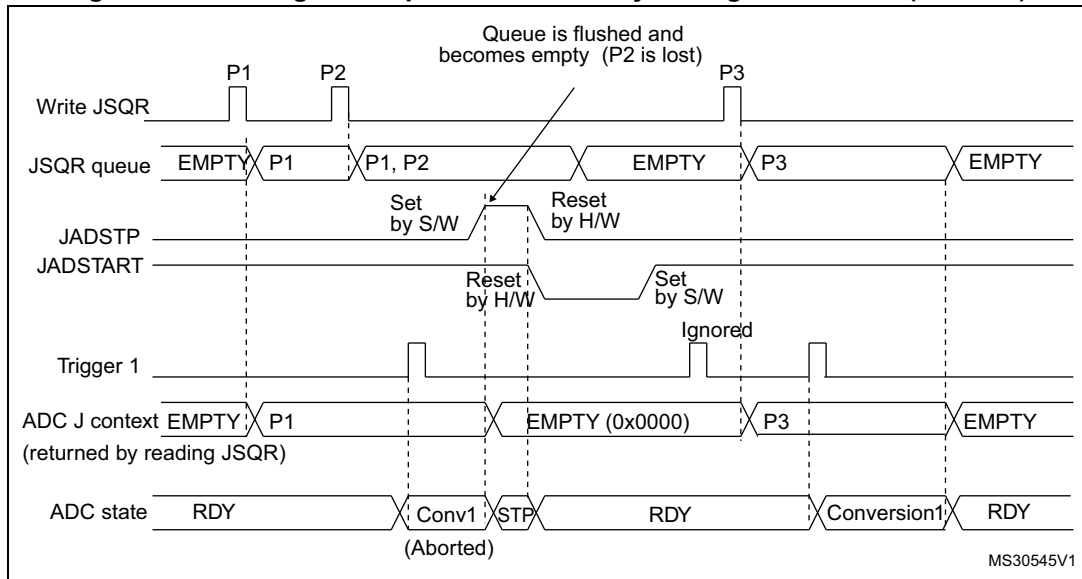 Queue is flushed and
becomes empty (P2 is lost)
P1 P2 P3
Write JSQR
JSQR queue EMPTY P1 P1, P2 EMPTY P3 EMPTY
Set
by S/W
Reset
by H/W
JADSTP
JADSTART
Reset
by H/W
Set
by S/W
Ignored
Trigger 1
ADC J context EMPTY P1 EMPTY (0x0000) P3 EMPTY
(returned by reading JSQR)
ADC state RDY Conv1 STP RDY Conversion1 RDY
(Aborted)
MS30545V1